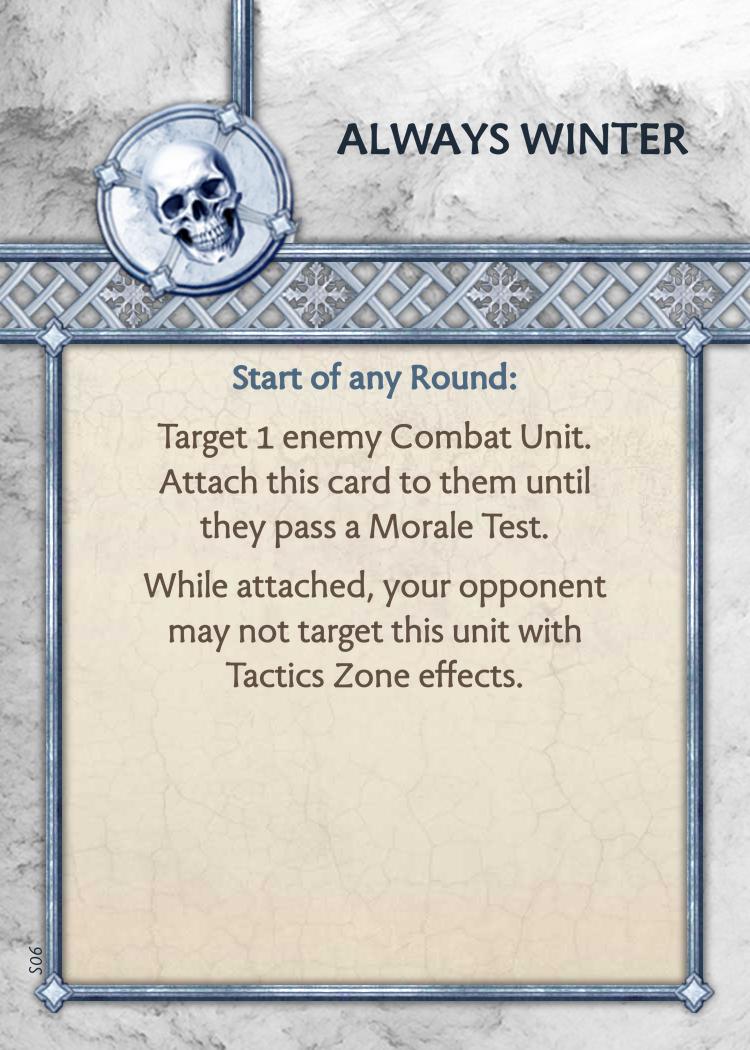 ALWAYS WINTER
Start of any Round:
Target 1 enemy Combat Unit.
Attach this card to them until
they pass a Morale Test.
While attached, your opponent
may not target this unit with
Tactics Zone effects.
S06